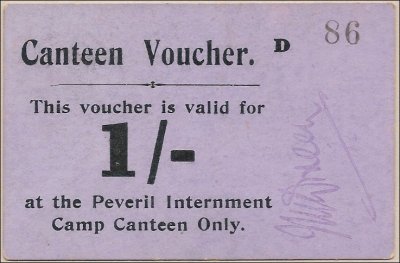 Canteen Voucher. D 86
This voucher is valid for
1/-
at the Peveril Internment
Camp Canteen Only.